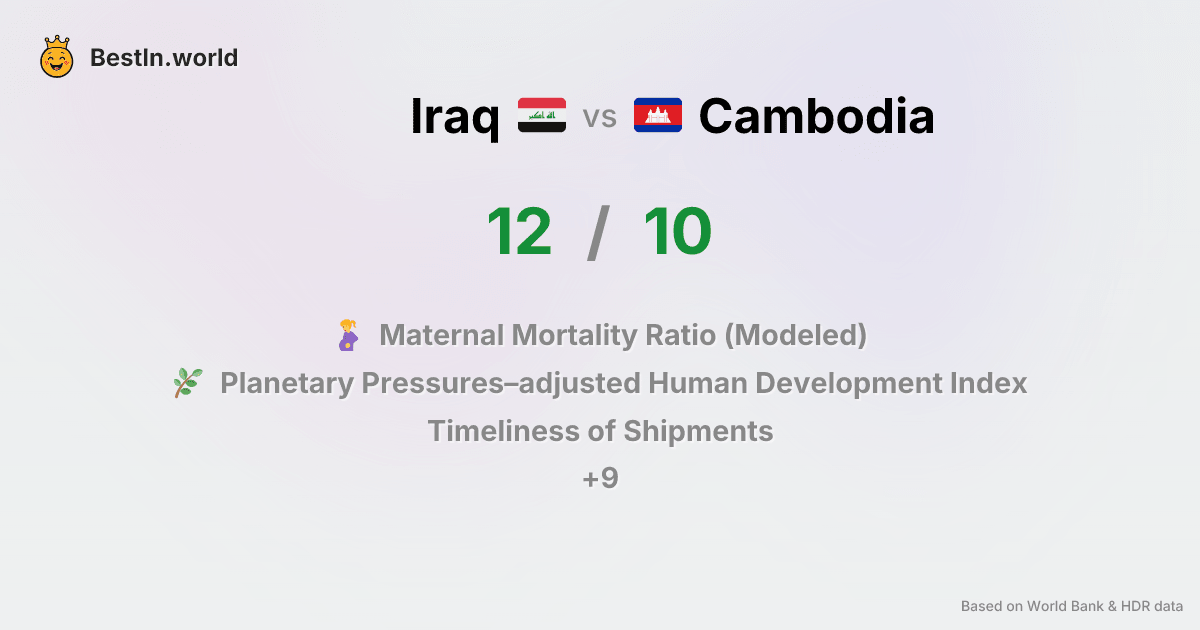 BestIn.world
Iraq vs Cambodia
12 / 10
Maternal Mortality Ratio (Modeled)
Planetary Pressures–adjusted Human Development Index
Timeliness of Shipments
+9
Based on World Bank & HDR data